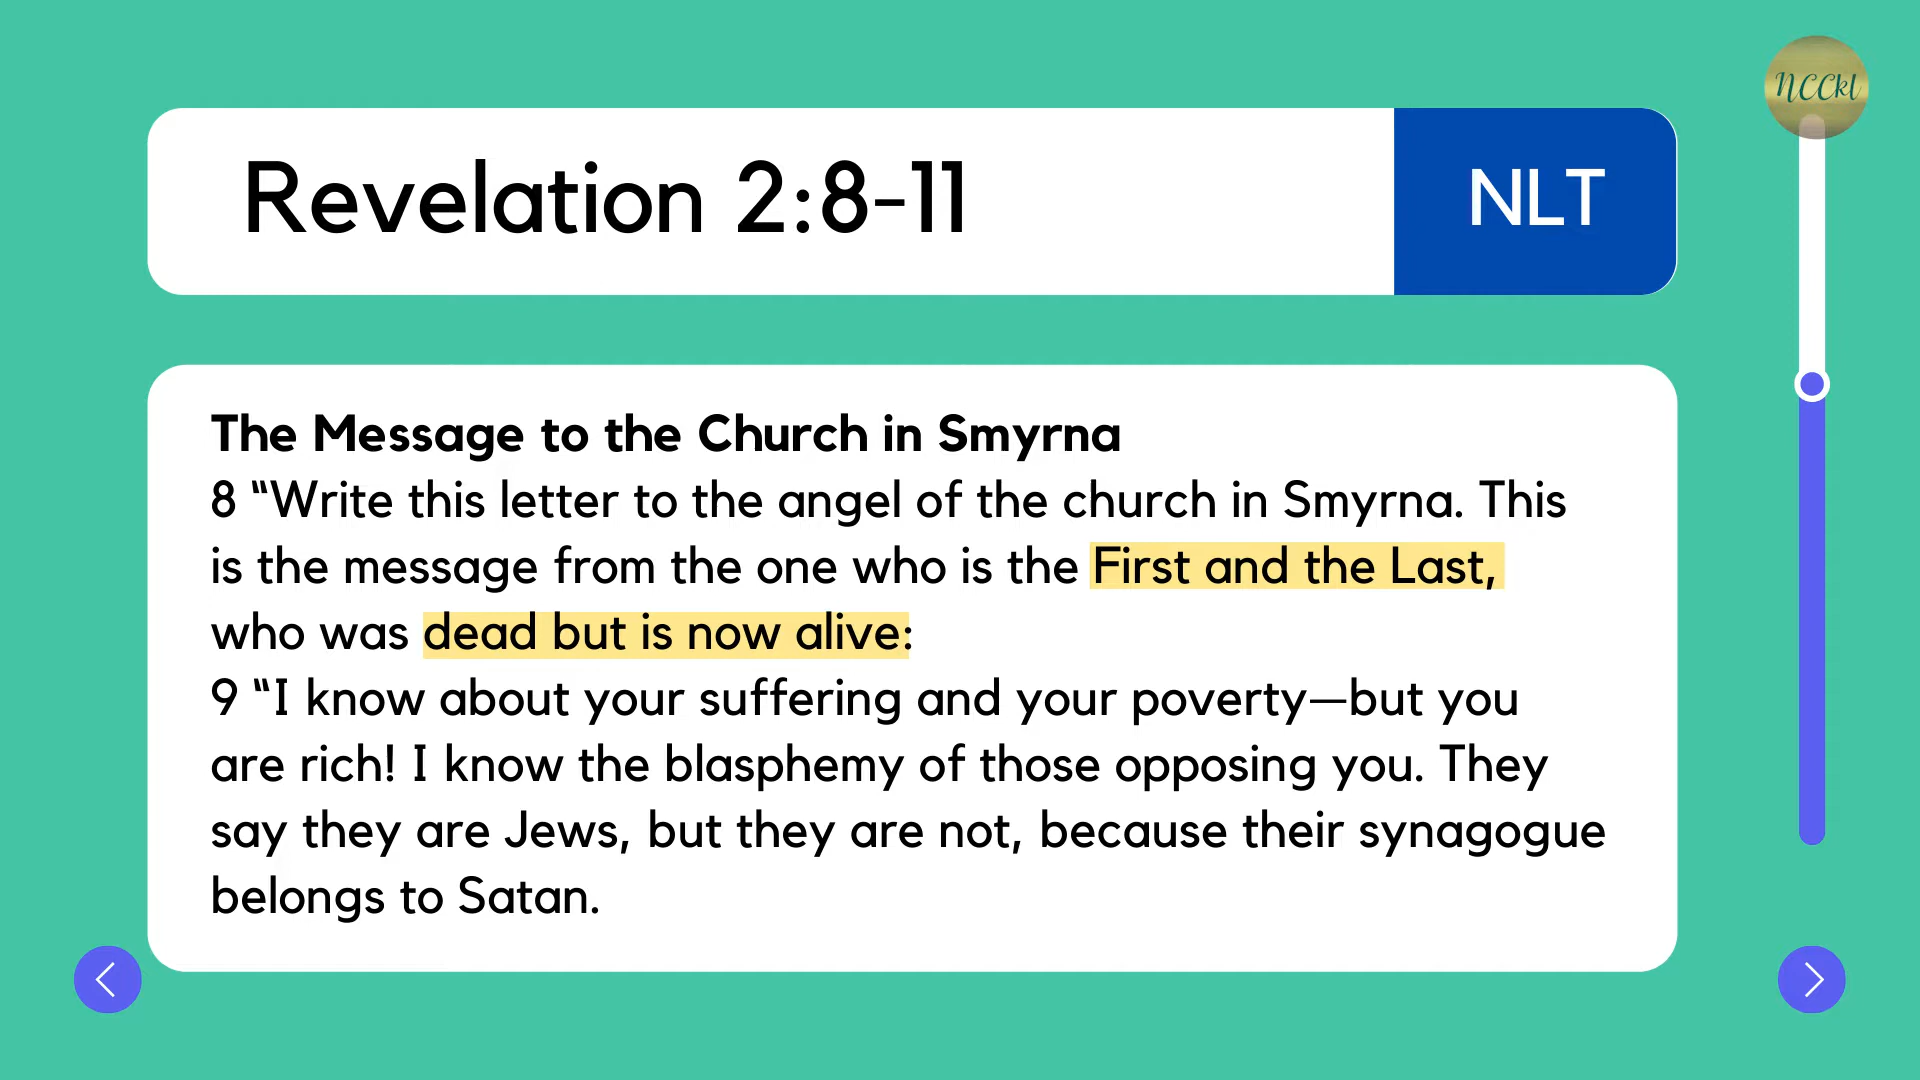 NCCkl
Revelation 2:8-11
NLT
The Message to the Church in Smyrna
8 “Write this letter to the angel of the church in Smyrna. This
is the message from the one who is the First and the Last,
who was dead but is now alive:
9 “I know about your suffering and your poverty—but you
are rich! I know the blasphemy of those opposing you. They
say they are Jews, but they are not, because their synagogue
belongs to Satan.